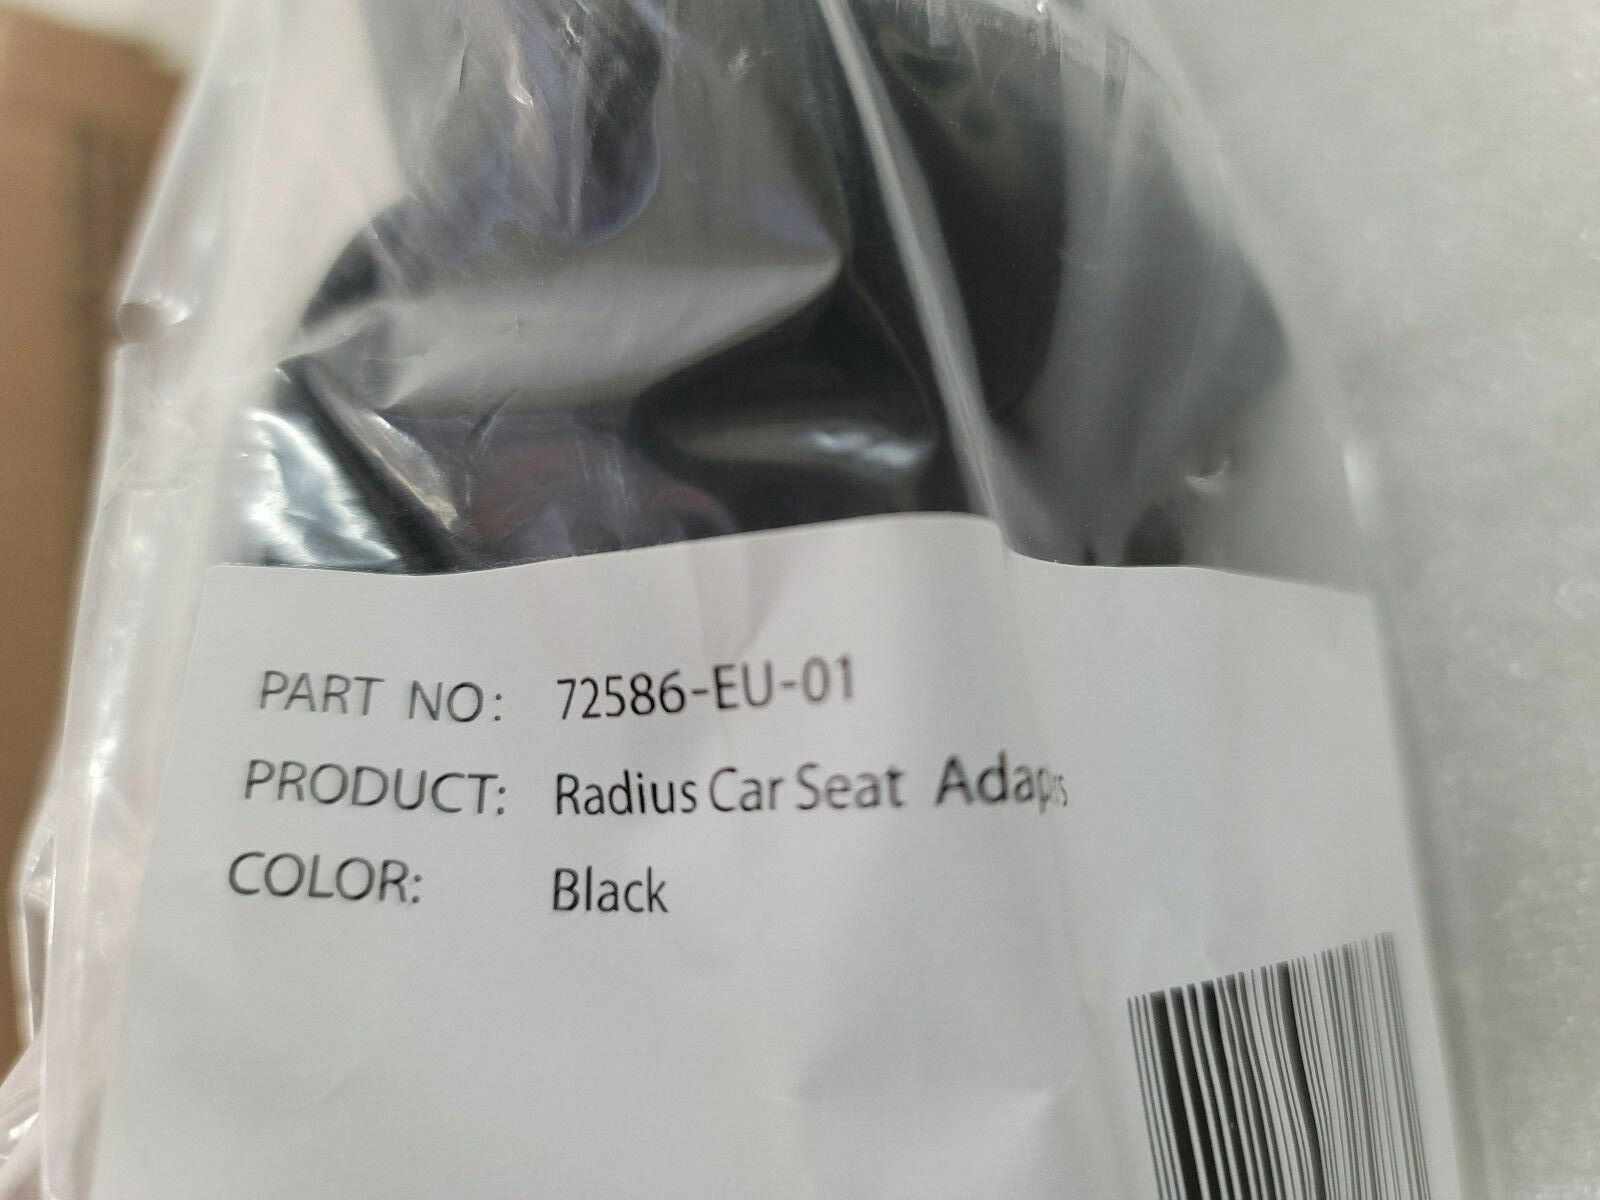 PART NO: 72586-EU-01
PRODUCT: Radius Car Seat
COLOR: Black